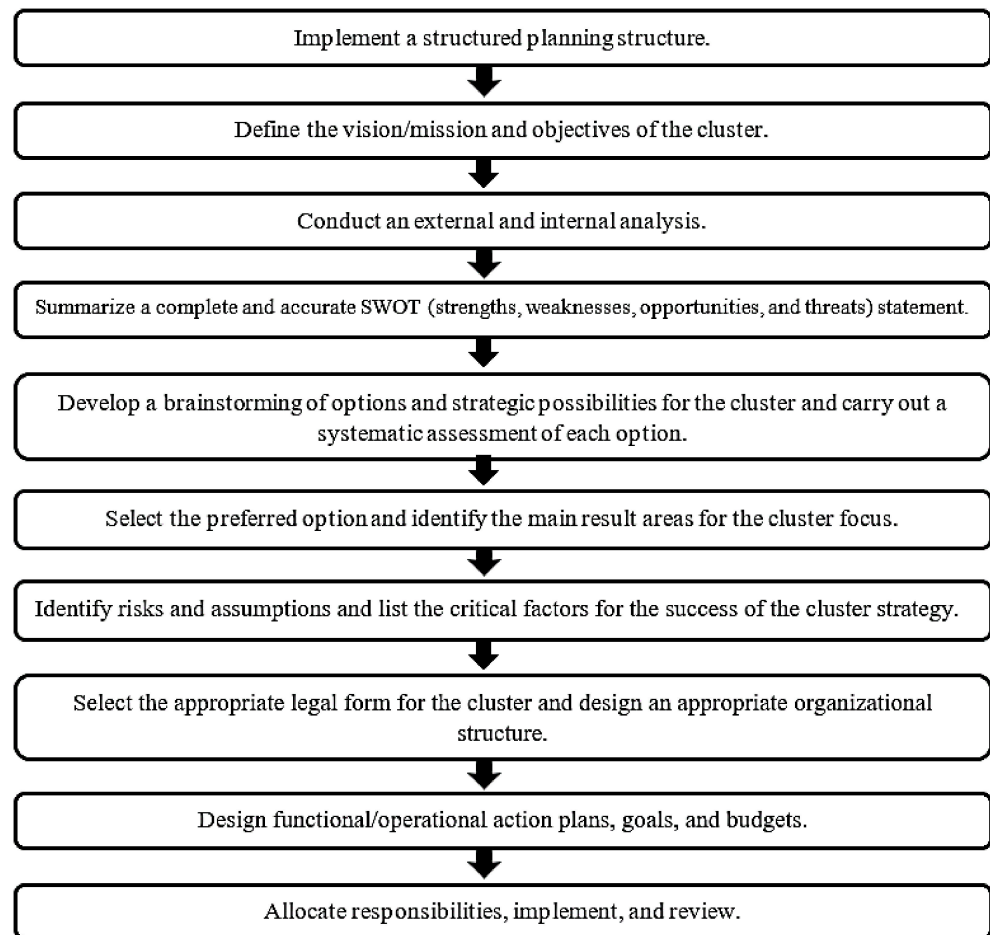 Implement a structured planning structure.
Define the vision/mission and objectives of the cluster.
Conduct an external and internal analysis.
Summarize a complete and accurate SWOT (strengths, weaknesses, opportunities, and threats) statement.
Develop a brainstorming of options and strategic possibilities for the cluster and carry out a
systematic assessment of each option.
Select the preferred option and identify the main result areas for the cluster focus.
Identify risks and assumptions and list the critical factors for the success of the cluster strategy.
Select the appropriate legal form for the cluster and design an appropriate organizational
structure.
Design functional/operational action plans, goals, and budgets.
Allocate responsibilities, implement, and review.